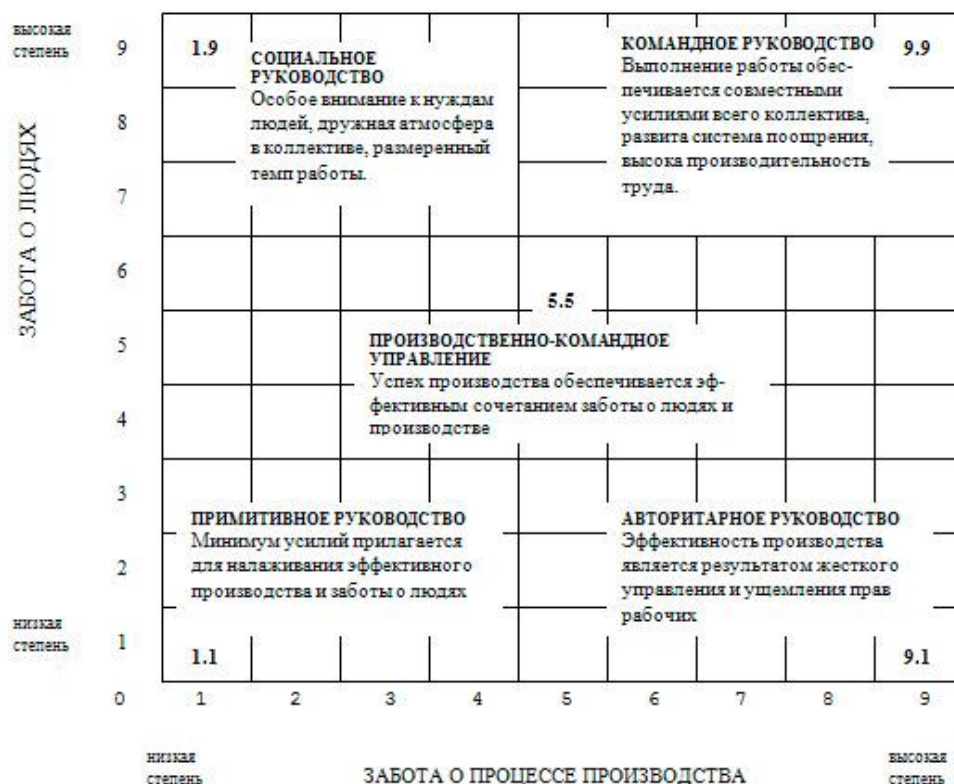 высокая
степень
ЗАБОТА О ЛЮДЯХ
низкая
степень
9
8
7
6
5
4
3
2
1
0
1.9
СОЦИАЛЬНОЕ
РУКОВОДСТВО
Особое внимание к нуждам
людей, дружная атмосфера
в коллективе, размеренный
темп работы.
КОМАНДНОЕ РУКОВОДСТВО
9.9
Выполнение работы обес-
печивается совместными
усилиями всего коллектива,
развита система поощрения,
высока производительность
труда.
5.5
ПРОИЗВОДСТВЕННО-КОМАНДНОЕ
УПРАВЛЕНИЕ
Успех производства обеспечивается эф-
фективным сочетанием заботы о людях и
производстве
ПРИМИТИВНОЕ РУКОВОДСТВО
Минимум усилий прилагается
для налаживания эффективного
производства и заботы о людях
1.1
АВТОРИТАРНОЕ РУКОВОДСТВО
Эффективность производства
является результатом жесткого
управления и ущемления прав
рабочих
9.1
1 2 3 4 5 6 7 8 9
низкая
степень
ЗАБОТА О ПРОЦЕССЕ ПРОИЗВОДСТВА
высокая
степень